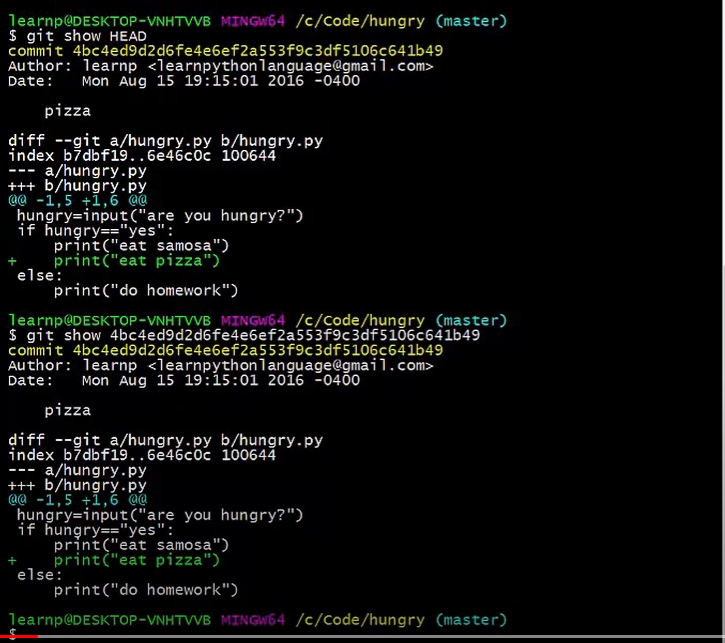 learnp@DESKTOP-VNHTVVB MINGW64 /c/Code/hungry (master)
$ git show HEAD
commit 4bc4ed9d2d6fe4e6ef2a553f9c3df5106c641b49
Author: learnp <learnpythonlanguage@gmail.com>
Date:   Mon Aug 15 19:15:01 2016 -0400
    pizza
diff --git a/hungry.py b/hungry.py
index b7dbf19..6e46c0c 100644
--- a/hungry.py
+++ b/hungry.py
@@ -1,5 +1,6 @@
 hungry=input("are you hungry?")
 if hungry=="yes":
     print("eat samosa")
+    print("eat pizza")
 else:
     print("do homework")
learnp@DESKTOP-VNHTVVB MINGW64 /c/Code/hungry (master)
$ git show 4bc4ed9d2d6fe4e6ef2a553f9c3df5106c641b49
commit 4bc4ed9d2d6fe4e6ef2a553f9c3df5106c641b49
Author: learnp <learnpythonlanguage@gmail.com>
Date:   Mon Aug 15 19:15:01 2016 -0400
    pizza
diff --git a/hungry.py b/hungry.py
index b7dbf19..6e46c0c 100644
--- a/hungry.py
+++ b/hungry.py
@@ -1,5 +1,6 @@
 hungry=input("are you hungry?")
 if hungry=="yes":
     print("eat samosa")
+    print("eat pizza")
 else:
     print("do homework")
learnp@DESKTOP-VNHTVVB MINGW64 /c/Code/hungry (master)
$